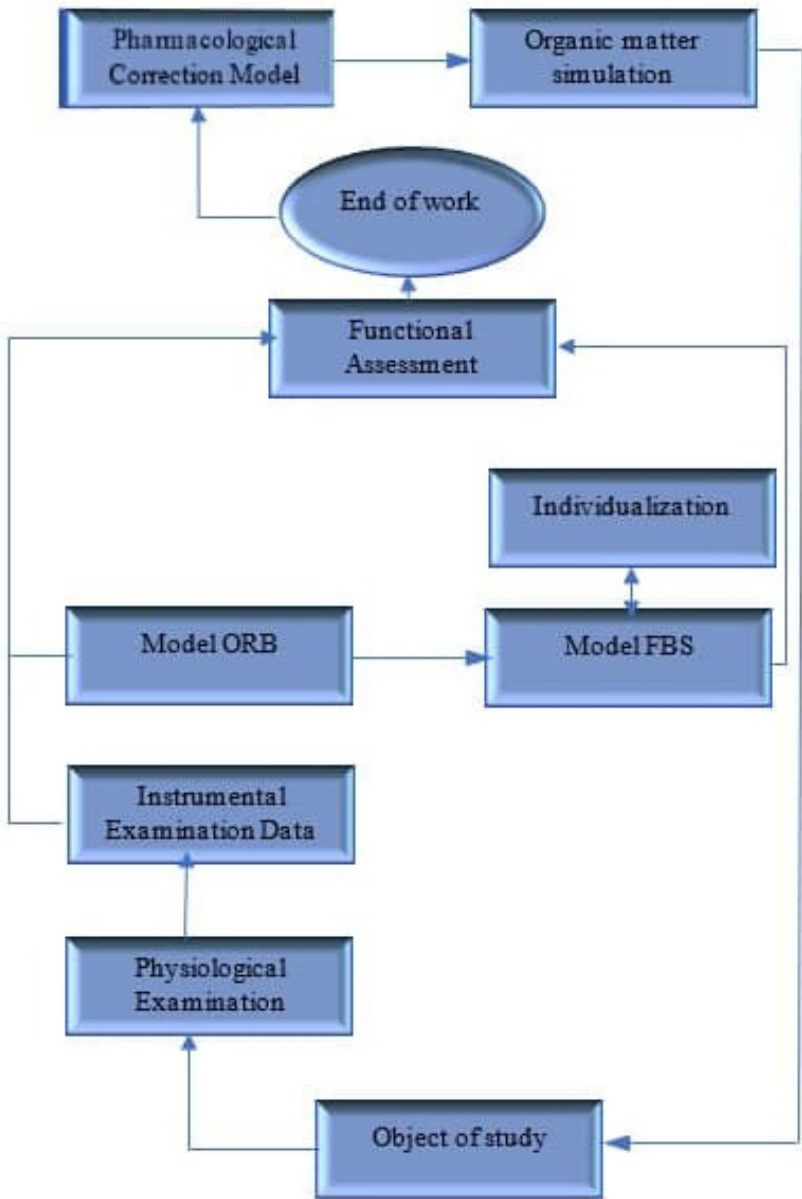 Pharmacological
Correction Model
Organic matter
simulation
End of work
Functional
Assessment
Individualization
Model ORB
Model FBS
Instrumental
Examination Data
Physiological
Examination
Object of study